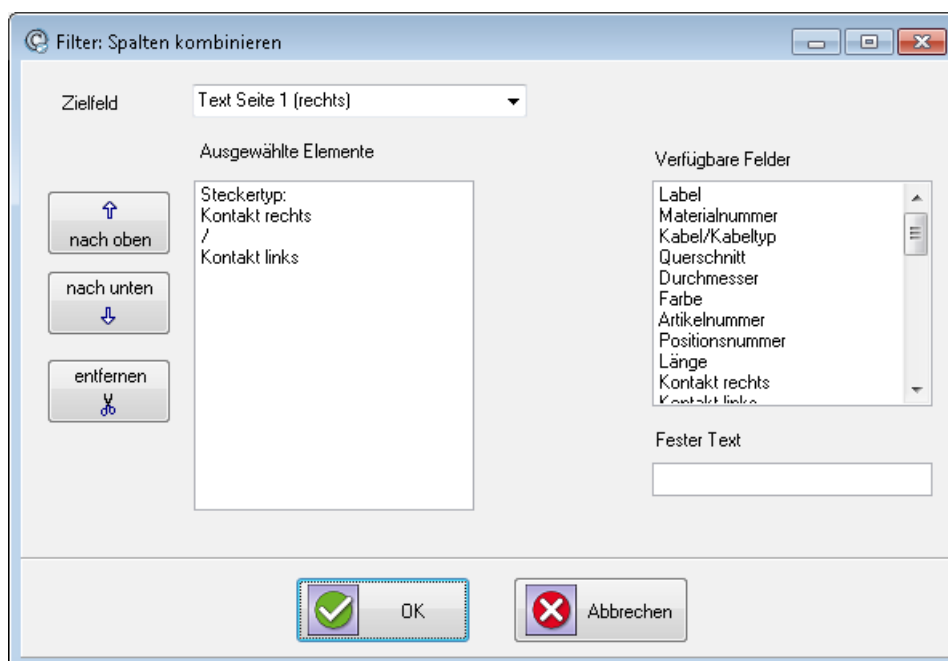 Filter: Spalten kombinieren
Zielfeld
Text Seite 1 (rechts)
Ausgewählte Elemente
Verfügbare Felder
nach oben
nach unten
entfernen
Steckertyp:
Kontakt rechts
/
Kontakt links
Label
Materialnummer
Kabel/Kabeltyp
Querschnitt
Durchmesser
Farbe
Artikelnummer
Positionsnummer
Länge
Kontakt rechts
Kontakt links
Fester Text
OK
Abbrechen